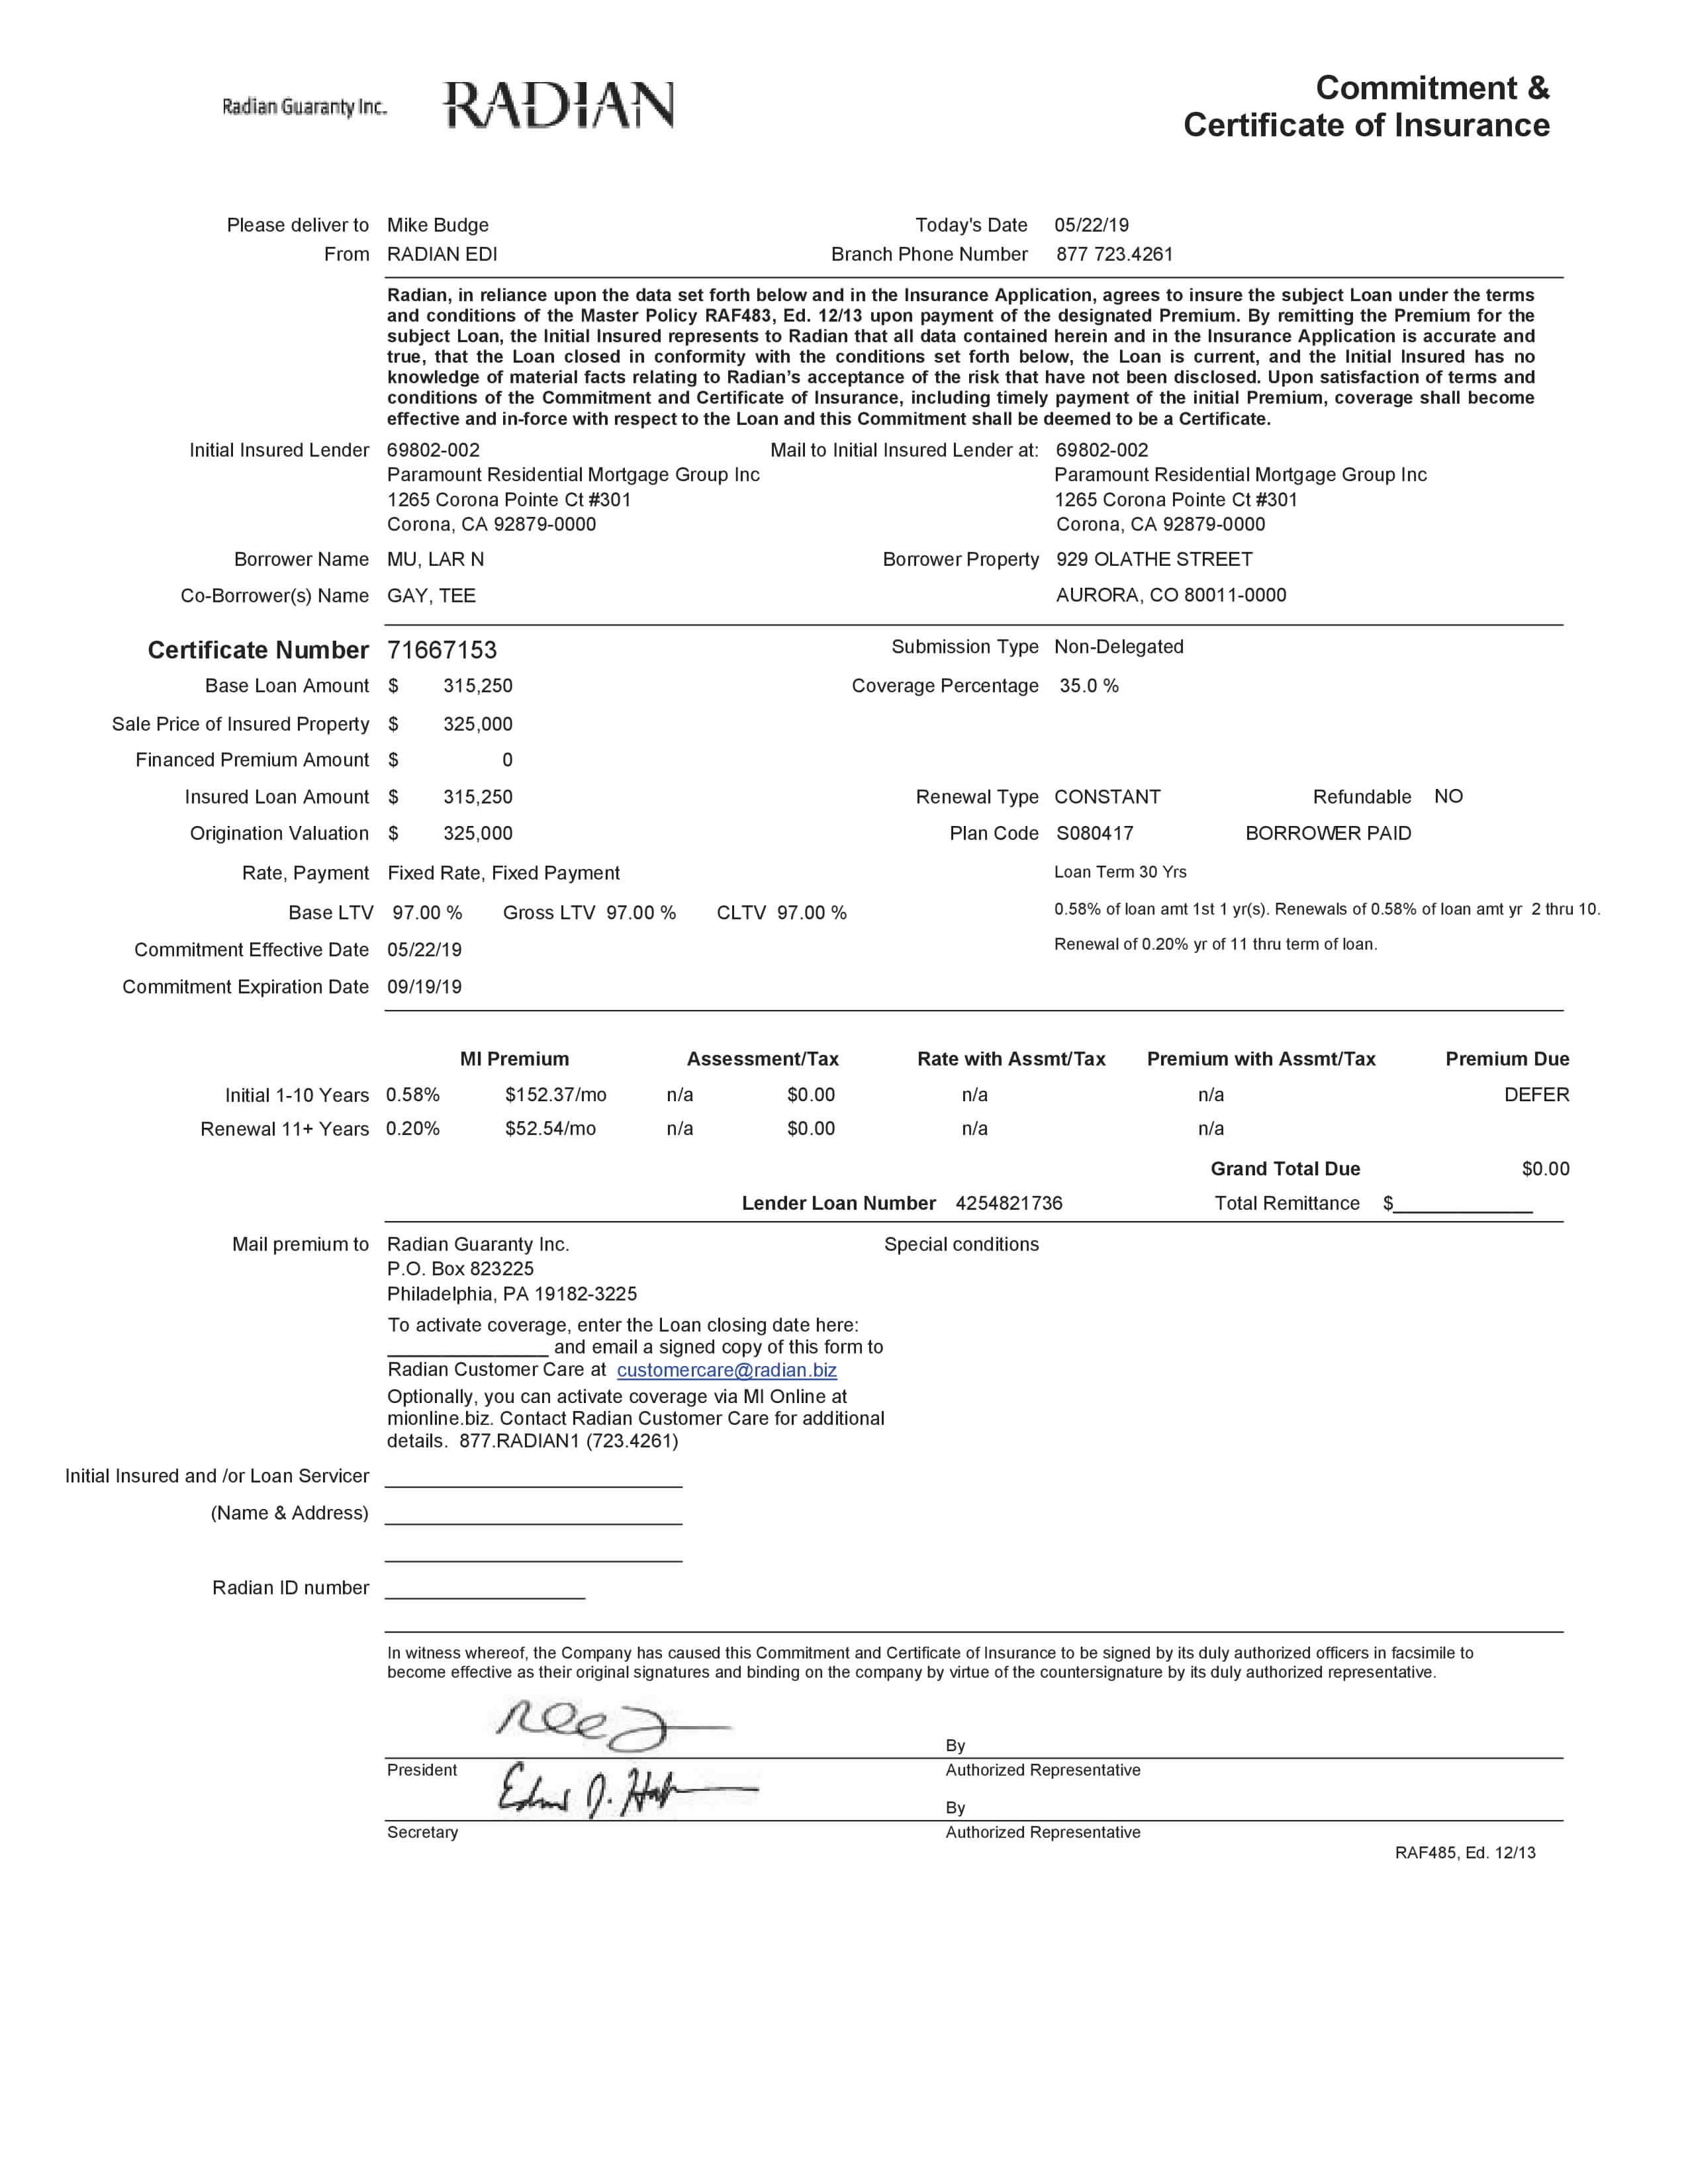 Radian Guaranty Inc. RADIAN
Commitment &
Certificate of Insurance
Please deliver to Mike Budge Today's Date 05/22/19
From RADIAN EDI Branch Phone Number 877 723.4261
Radian, in reliance upon the data set forth below and in the Insurance Application, agrees to insure the subject Loan under the terms
and conditions of the Master Policy RAF483, Ed. 12/13 upon payment of the designated Premium. By remitting the Premium for the
subject Loan, the Initial Insured represents to Radian that all data contained herein and in the Insurance Application is accurate and
true, that the Loan closed in conformity with the conditions set forth below, the Loan is current, and the Initial Insured has no
knowledge of material facts relating to Radian’s acceptance of the risk that have not been disclosed. Upon satisfaction of terms and
conditions of the Commitment and Certificate of Insurance, including timely payment of the initial Premium, coverage shall become
effective and in-force with respect to the Loan and this Commitment shall be deemed to be a Certificate.
Initial Insured Lender 69802-002 Mail to Initial Insured Lender at: 69802-002
Paramount Residential Mortgage Group Inc Paramount Residential Mortgage Group Inc
1265 Corona Pointe Ct #301 1265 Corona Pointe Ct #301
Corona, CA 92879-0000 Corona, CA 92879-0000
Borrower Name MU, LAR N Borrower Property 929 OLATHE STREET
Co-Borrower(s) Name GAY, TEE AURORA, CO 80011-0000
Certificate Number 71667153 Submission Type Non-Delegated
Base Loan Amount $ 315,250 Coverage Percentage 35.0 %
Sale Price of Insured Property $ 325,000
Financed Premium Amount $ 0
Insured Loan Amount $ 315,250 Renewal Type CONSTANT Refundable NO
Origination Valuation $ 325,000 Plan Code S080417 BORROWER PAID
Rate, Payment Fixed Rate, Fixed Payment Loan Term 30 Yrs
Base LTV 97.00 % Gross LTV 97.00 % CLTV 97.00 % 0.58% of loan amt 1st 1 yr(s). Renewals of 0.58% of loan amt yr 2 thru 10.
Commitment Effective Date 05/22/19 Renewal of 0.20% yr of 11 thru term of loan.
Commitment Expiration Date 09/19/19
MI Premium Assessment/Tax Rate with Assmt/Tax Premium with Assmt/Tax Premium Due
Initial 1-10 Years 0.58% $152.37/mo n/a $0.00 n/a n/a DEFER
Renewal 11+ Years 0.20% $52.54/mo n/a $0.00 n/a n/a
Grand Total Due $0.00
Lender Loan Number 4254821736 Total Remittance $
Mail premium to Radian Guaranty Inc. Special conditions
P.O. Box 823225
Philadelphia, PA 19182-3225
To activate coverage, enter the Loan closing date here:
and email a signed copy of this form to
Radian Customer Care at customercare@radian.biz
Optionally, you can activate coverage via MI Online at
mionline.biz. Contact Radian Customer Care for additional
details. 877.RADIAN1 (723.4261)
Initial Insured and /or Loan Servicer
(Name & Address)
Radian ID number
In witness whereof, the Company has caused this Commitment and Certificate of Insurance to be signed by its duly authorized officers in facsimile to
become effective as their original signatures and binding on the company by virtue of the countersignature by its duly authorized representative.
By
President Authorized Representative
By
Secretary Authorized Representative
RAF485, Ed. 12/13